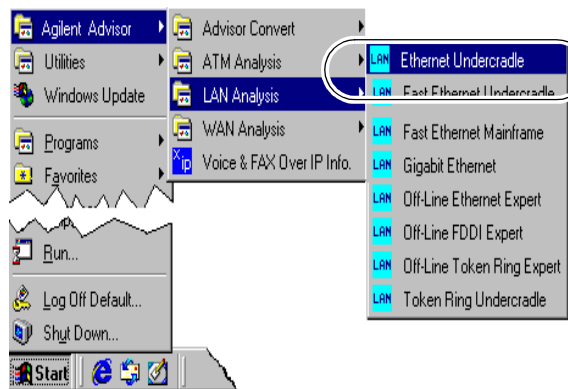 Agilent Advisor
Utilities
Windows Update
Programs
Favorites
Run...
Log Off Default...
Shut Down...
Start
Advisor Convert
ATM Analysis
LAN Analysis
WAN Analysis
Xip Voice & FAX Over IP Info.
LAN Ethernet Undercradle
LAN Fast Ethernet Undercradle
LAN Fast Ethernet Mainframe
LAN Gigabit Ethernet
LAN Off-Line Ethernet Expert
LAN Off-Line FDDI Expert
LAN Off-Line Token Ring Expert
LAN Token Ring Undercradle